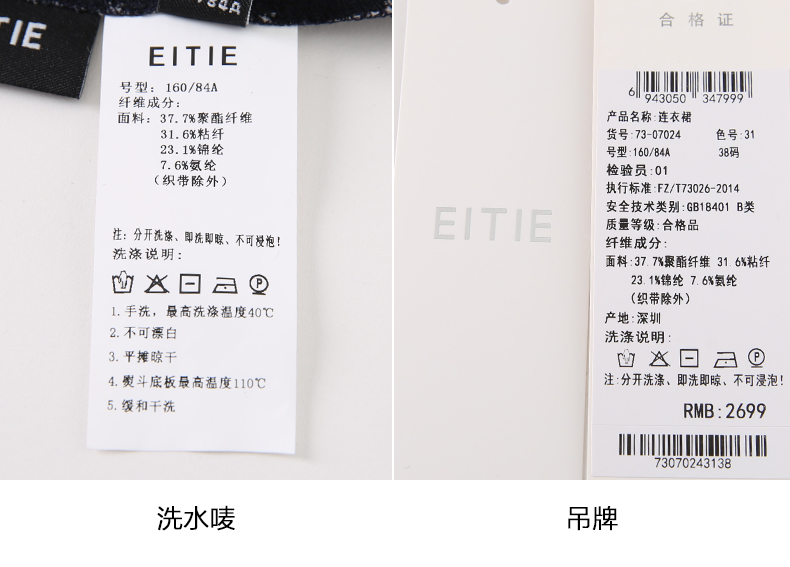 84A
TIE
EITIE
号型: 160/84A
纤维成分:
面料: 37.7%聚酯纤维
31.6%粘纤
23.1%锦纶
7.6%氨纶
(织带除外)
注: 分开洗涤、即洗即晾、不可浸泡!
洗涤说明:
P
1.手洗, 最高洗涤温度40℃
2.不可漂白
3.平摊晾干
4.熨斗底板最高温度110℃
5.缓和干洗
洗水唛
EITIE
合格证
6 943050 347999
产品名称:连衣裙
货号:73-07024 色号:31
号型:160/84A 38码
检验员:01
执行标准:FZ/T73026-2014
安全技术类别:GB18401 B类
质量等级:合格品
纤维成分:
面料:37.7%聚酯纤维 31.6%粘纤
23.1%锦纶 7.6%氨纶
(织带除外)
产地:深圳
洗涤说明:
P
注:分开洗涤、即洗即晾、不可浸泡!
RMB:2699
73070243138
吊牌